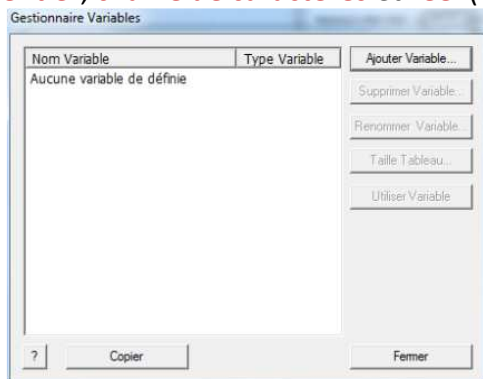 Gestionnaire Variables
Nom Variable Type Variable
Aucune variable de définie
Ajouter Variable...
Supprimer Variable...
Renommer Variable...
Taille Tableau...
Utiliser Variable
? Copier Fermer